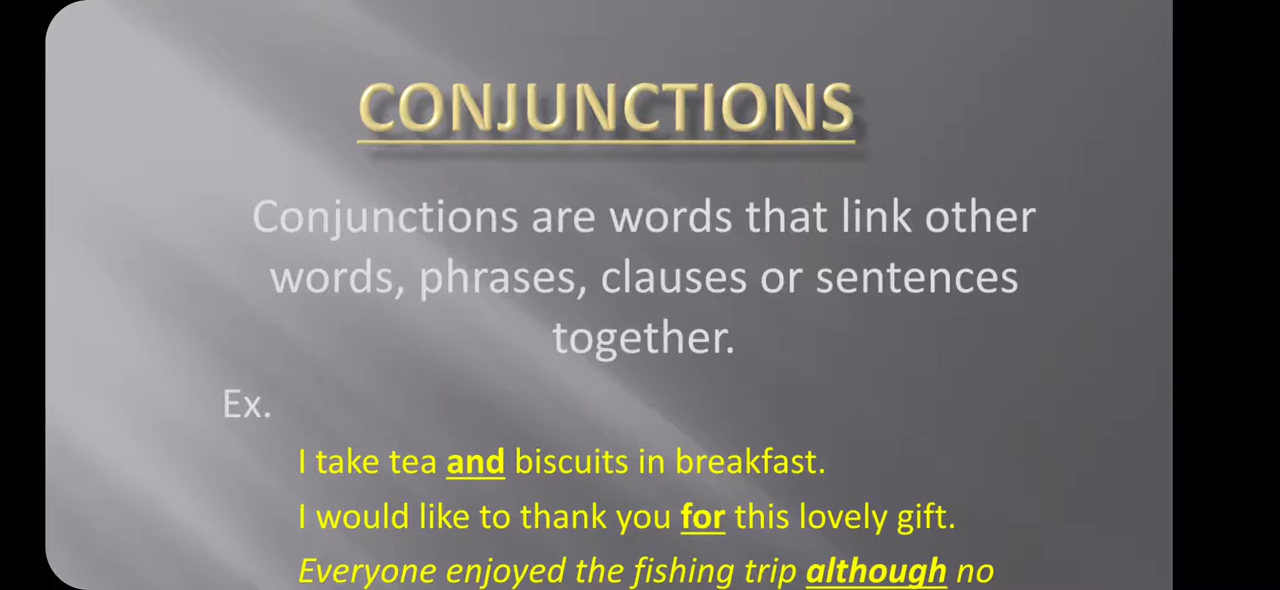 CONJUNCTIONS
Conjunctions are words that link other
words, phrases, clauses or sentences
together.
Ex.
I take tea and biscuits in breakfast.
I would like to thank you for this lovely gift.
Everyone enjoyed the fishing trip although no